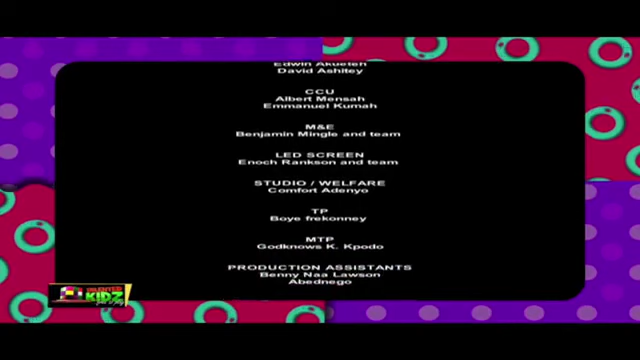 Edwin Akueteh
David Ashitey
CCU
Albert Mensah
Emmanuel Kumah
M&E
Benjamin Mingle and team
LED SCREEN
Enoch Rankson and team
STUDIO / WELFARE
Comfort Adenyo
TP
Boye frekonney
MTP
Godknows K. Kpodo
PRODUCTION ASSISTANTS
Benny Naa Lawson
Abednego
TALENTED
KIDZ